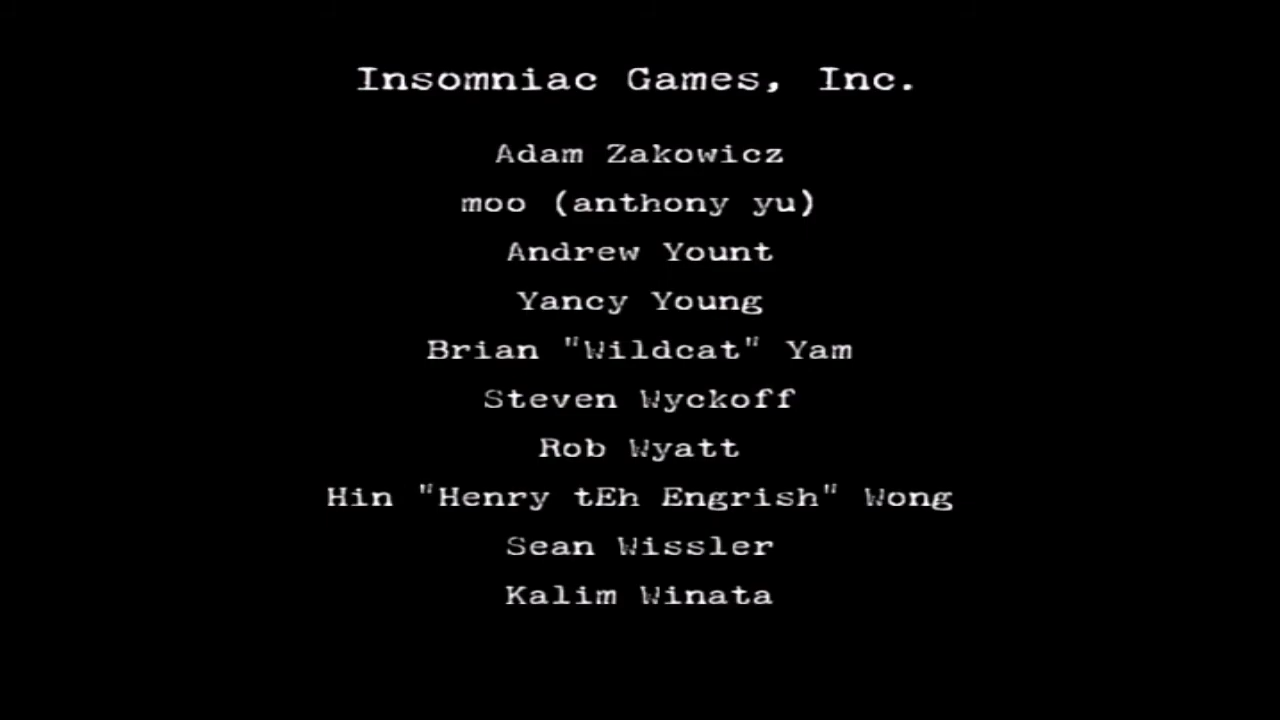 Insomniac Games, Inc.
Adam Zakowicz
moo (anthony yu)
Andrew Yount
Yancy Young
Brian "Wildcat" Yam
Steven Wyckoff
Rob Wyatt
Hin "Henry tEh Engrish" Wong
Sean Wissler
Kalim Winata